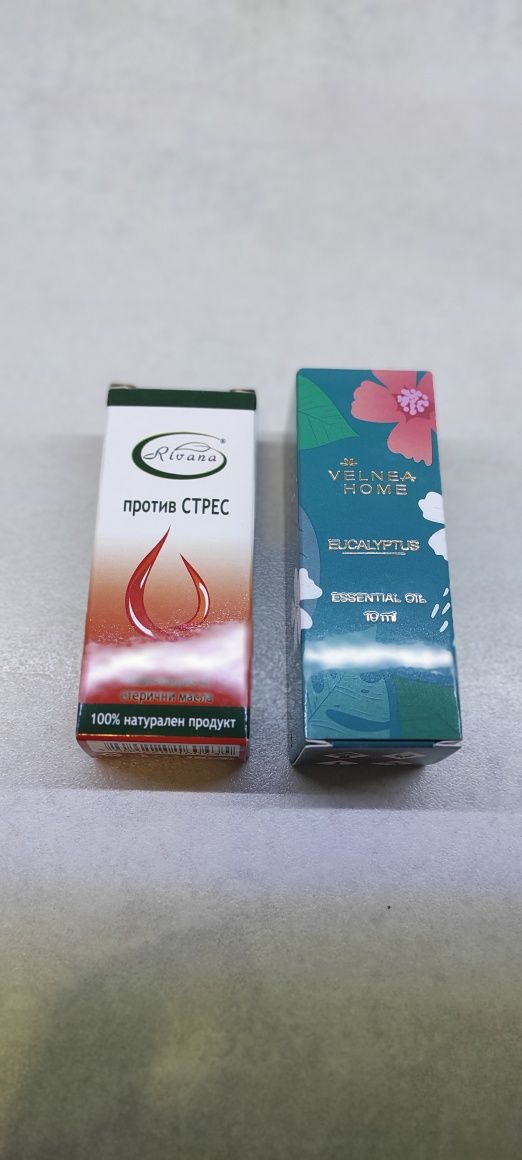 Rivana®
против СТРЕС
етерични масла
100% натурален продукт
VELNEA
HOME
EUCALYPTUS
ESSENTIAL OIL
10 ml